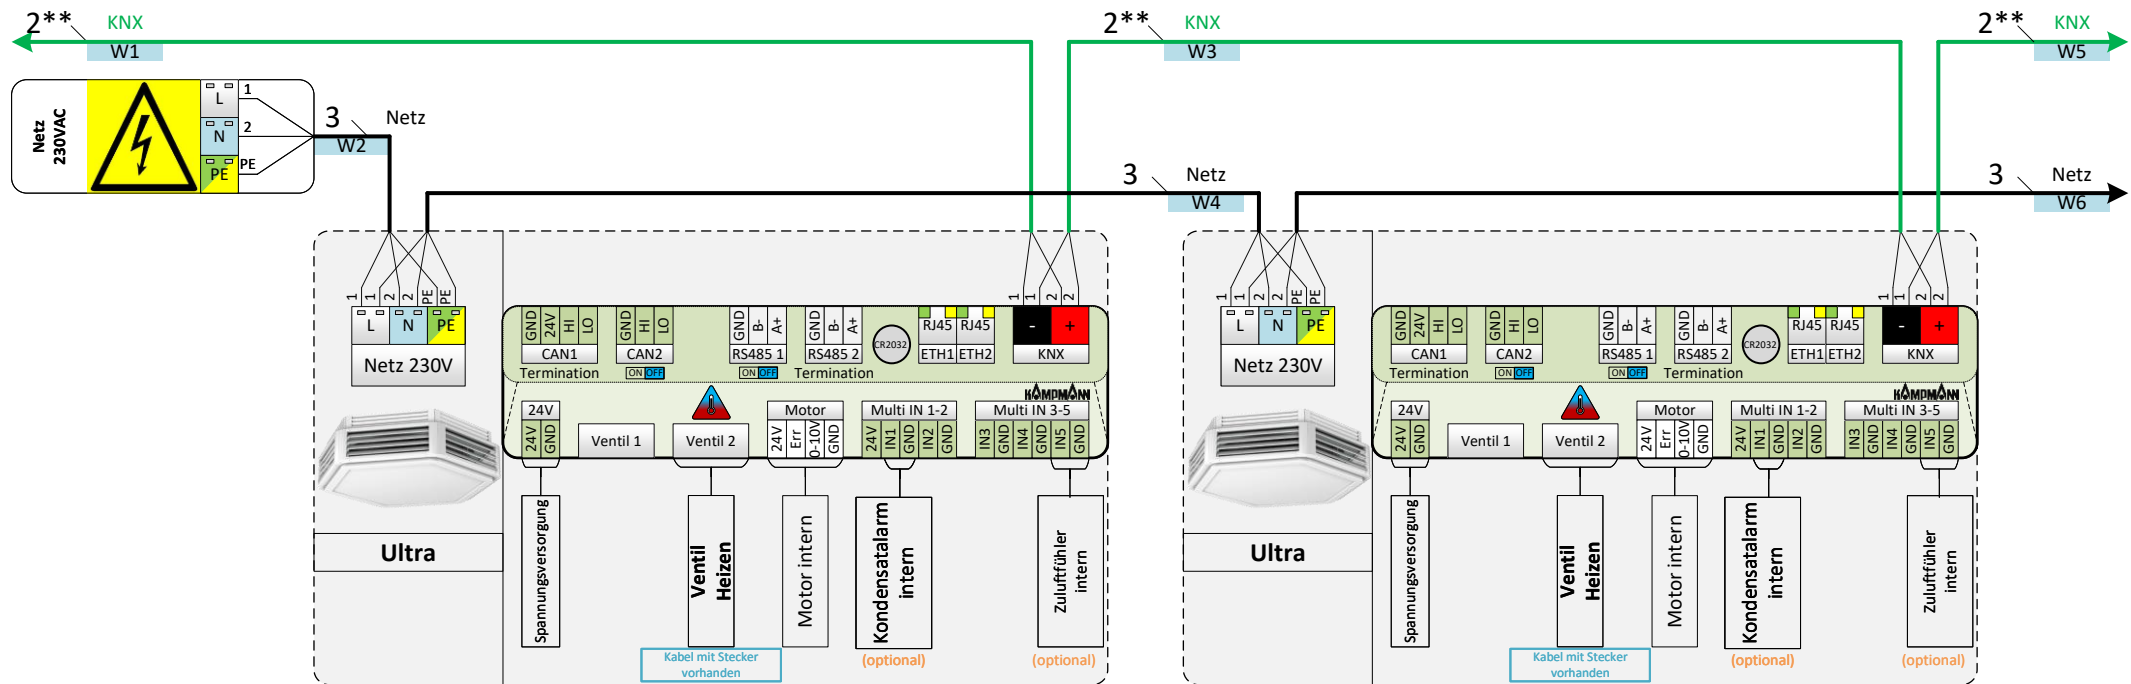 2** KNX
W1
2** KNX
W3
2** KNX
W5
Netz
230VAC
L 1
N 2
PE PE
3 Netz
W2
3 Netz
W4
3 Netz
W6
1 1 2 2 PE PE
L N PE
Netz 230V
Ultra
1 1 2 2
GND 24V HI LO
CAN1
GND HI LO
CAN2
GND B- A+
RS485 1
GND B- A+
RS485 2
CR2032
RJ45 RJ45
ETH1 ETH2
- +
KNX
Termination ON OFF
ON OFF Termination
KAMPMANN
24V
24V GND
Ventil 1
Ventil 2
Motor
24V Err 0-10V GND
Multi IN 1-2
24V IN1 GND IN2 GND
Multi IN 3-5
IN3 GND IN4 GND IN5 GND
Spannungsversorgung
Ventil
Heizen
Kabel mit Stecker
vorhanden
Motor intern
Kondensatalarm
intern
(optional)
Zuluftfühler
intern
(optional)
1 1 2 2 PE PE
L N PE
Netz 230V
Ultra
1 1 2 2
GND 24V HI LO
CAN1
GND HI LO
CAN2
GND B- A+
RS485 1
GND B- A+
RS485 2
CR2032
RJ45 RJ45
ETH1 ETH2
- +
KNX
Termination ON OFF
ON OFF Termination
KAMPMANN
24V
24V GND
Ventil 1
Ventil 2
Motor
24V Err 0-10V GND
Multi IN 1-2
24V IN1 GND IN2 GND
Multi IN 3-5
IN3 GND IN4 GND IN5 GND
Spannungsversorgung
Ventil
Heizen
Kabel mit Stecker
vorhanden
Motor intern
Kondensatalarm
intern
(optional)
Zuluftfühler
intern
(optional)